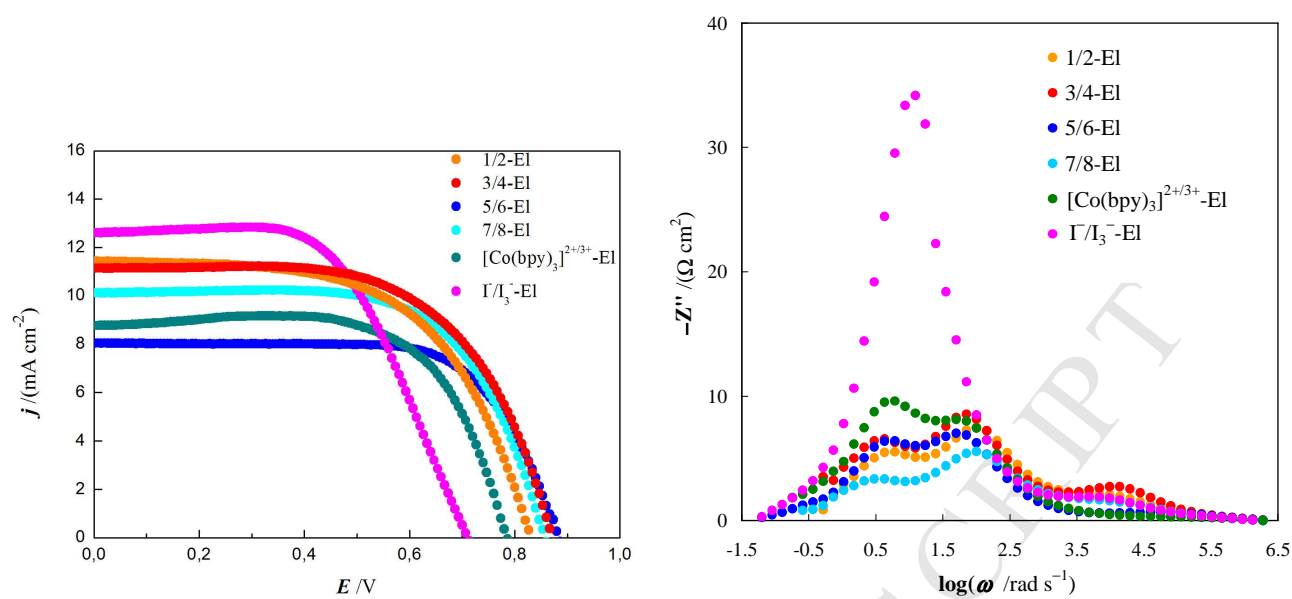 16
14
12
10
8
6
4
2
0
j /(mA cm⁻²)
0,0 0,2 0,4 0,6 0,8 1,0
E /V
1/2-El
3/4-El
5/6-El
7/8-El
[Co(bpy)₃]²⁺/³⁺-El
I⁻/I₃⁻-El
40
30
20
10
0
−Z″ /(Ω cm²)
-1.5 -0.5 0.5 1.5 2.5 3.5 4.5 5.5 6.5
log(ω /rad s⁻¹)
1/2-El
3/4-El
5/6-El
7/8-El
[Co(bpy)₃]²⁺/³⁺-El
I⁻/I₃⁻-El
CRIPT